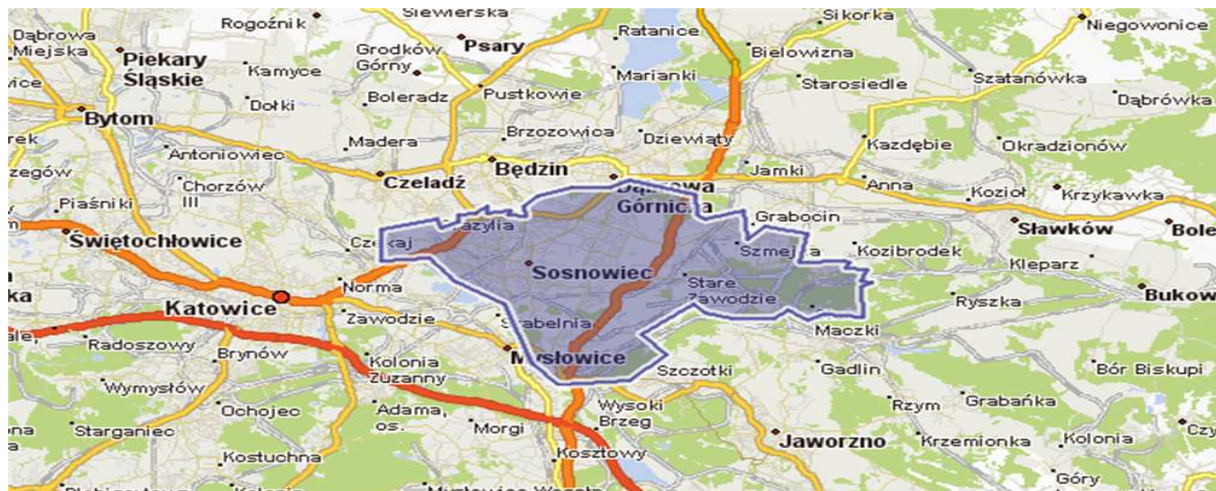 Rogoźnik
Siewierska
Ratanice
Sikorka
Niegowonice
Dąbrowa
Miejska
Piekary
Śląskie
Kamyce
Grodków
Górny
Psary
Bielowizna
Marianki
Szatanówka
Starosiedle
Dąbrówka
Dołki
Boleradz
Pustkowie
Bytom
Madera
Brzozowica
Dziewiąty
Kazdębie
Okradzionów
Antoniowiec
Będzin
Jamki
Czeladź
Anna
Kozioł
Krzykawka
Chorzów
III
Piaśniki
Górnicza
Grabocin
Sławków
Bole
Świętochłowice
Kozibrodek
Kleparz
Sosnowiec
Stare
Zawodzie
Norma
Katowice
Zawodzie
Ryszka
Bukow
Maczki
Radoszowy
Brynów
Mysłowice
Kolonia
Zuzanny
Szczotki
Gadlin
Bór Biskupi
Wymysłów
Ochojec
Adama,
os.
Morgi
Wysoki
Brzeg
Rzym
Grabańka
Starganiec
Kostuchna
Kosztowy
Jaworzno
Krzemionka
Kolonia
Góry